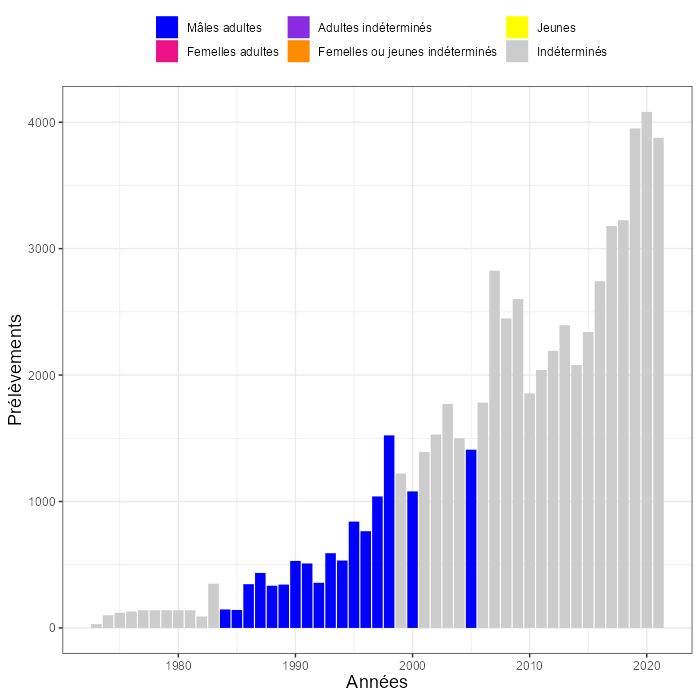 Mâles adultes
Adultes indéterminés
Jeunes
Femelles adultes
Femelles ou jeunes indéterminés
Indéterminés
4000
3000
2000
1000
0
Prélèvements
1980
1990
2000
2010
2020
Années